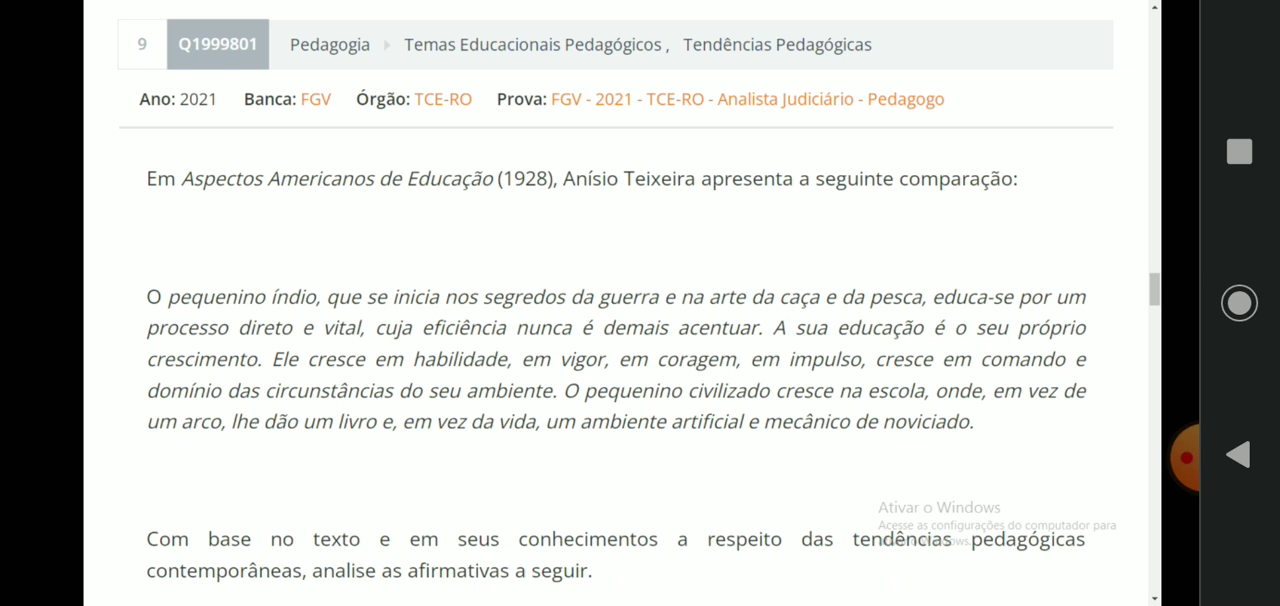 9 Q1999801 Pedagogia Temas Educacionais Pedagógicos , Tendências Pedagógicas
Ano: 2021 Banca: FGV Órgão: TCE-RO Prova: FGV - 2021 - TCE-RO - Analista Judiciário - Pedagogo
Em Aspectos Americanos de Educação (1928), Anísio Teixeira apresenta a seguinte comparação:
O pequenino índio, que se inicia nos segredos da guerra e na arte da caça e da pesca, educa-se por um
processo direto e vital, cuja eficiência nunca é demais acentuar. A sua educação é o seu próprio
crescimento. Ele cresce em habilidade, em vigor, em coragem, em impulso, cresce em comando e
domínio das circunstâncias do seu ambiente. O pequenino civilizado cresce na escola, onde, em vez de
um arco, lhe dão um livro e, em vez da vida, um ambiente artificial e mecânico de noviciado.
Ativar o Windows
Acesse as configurações do computador para
Com base no texto e em seus conhecimentos a respeito das tendências pedagógicas
contemporâneas, analise as afirmativas a seguir.